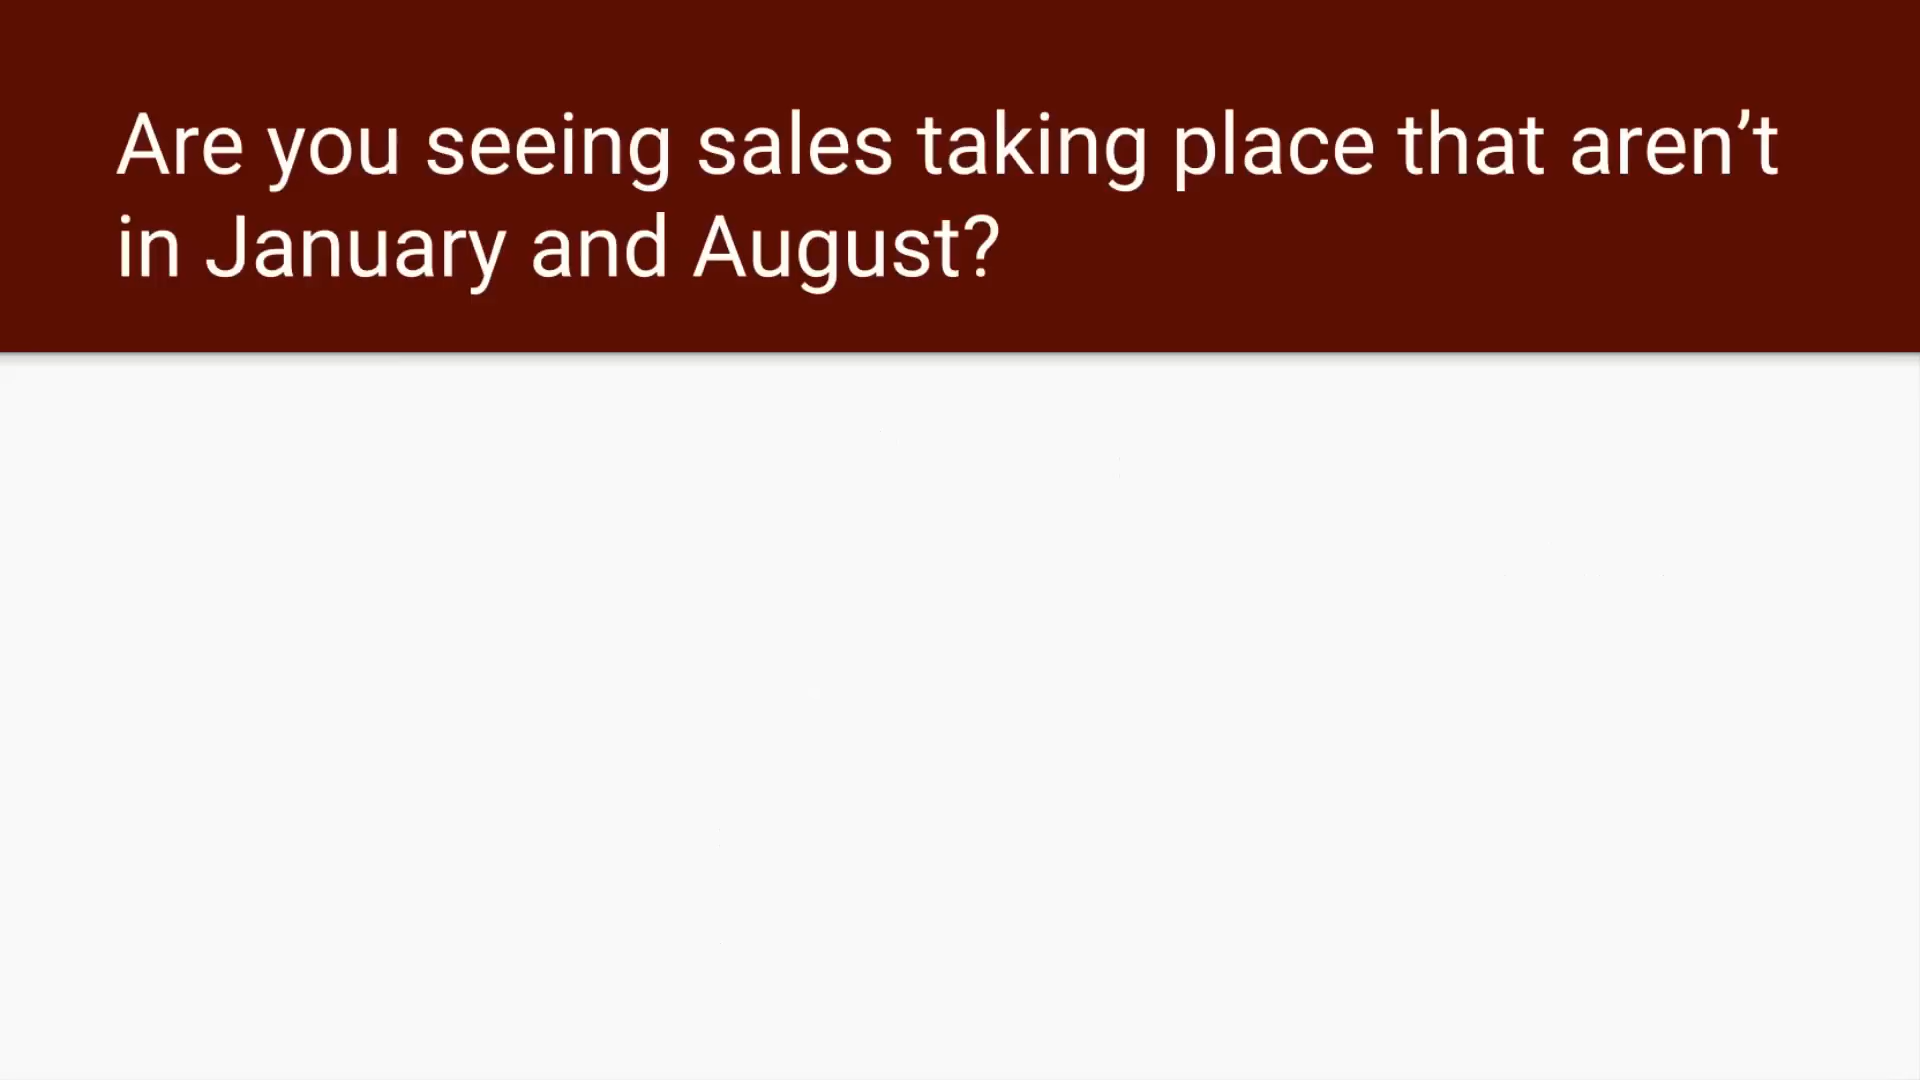 Are you seeing sales taking place that aren’t
in January and August?